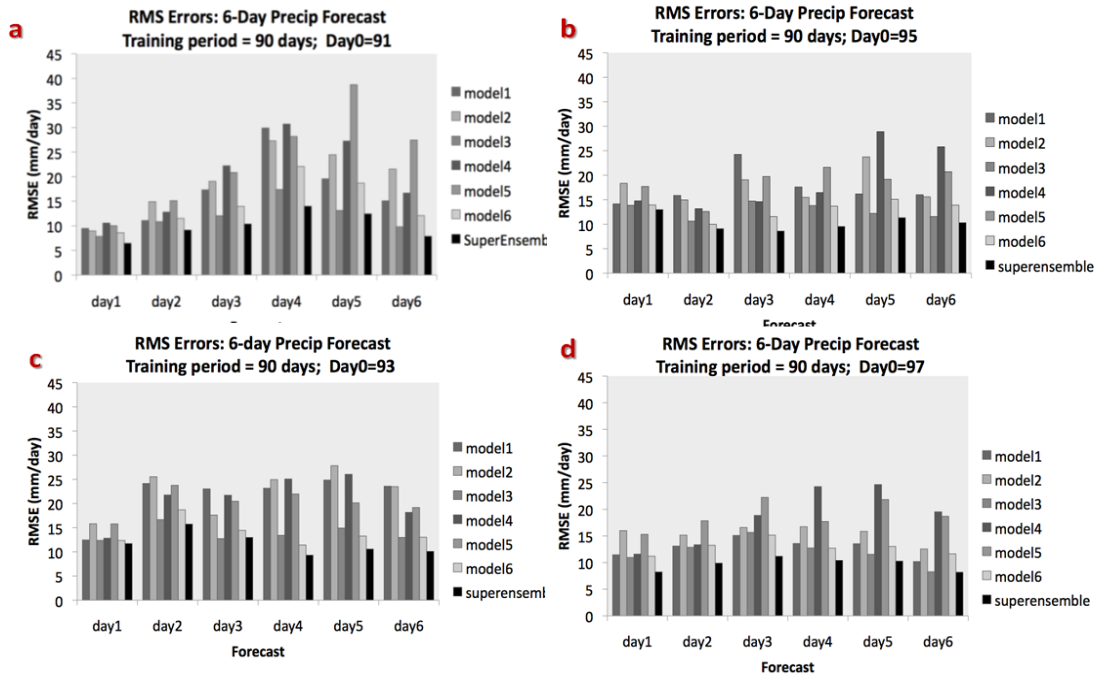 a
RMS Errors: 6-Day Precip Forecast
Training period = 90 days; Day0=91
RMSE (mm/day)
45
40
35
30
25
20
15
10
5
0
day1 day2 day3 day4 day5 day6
model1
model2
model3
model4
model5
model6
SuperEnsemb
b
RMS Errors: 6-Day Precip Forecast
Training period = 90 days; Day0=95
RMSE (mm/day)
45
40
35
30
25
20
15
10
5
0
day1 day2 day3 day4 day5 day6
Forecast
model1
model2
model3
model4
model5
model6
superensemble
c
RMS Errors: 6-day Precip Forecast
Training period = 90 days; Day0=93
RMSE (mm/day)
45
40
35
30
25
20
15
10
5
0
day1 day2 day3 day4 day5 day6
Forecast
model1
model2
model3
model4
model5
model6
superensembl
d
RMS Errors: 6-Day Precip Forecast
Training period = 90 days; Day0=97
RMSE (mm/day)
45
40
35
30
25
20
15
10
5
0
day1 day2 day3 day4 day5 day6
Forecast
model1
model2
model3
model4
model5
model6
superensemble